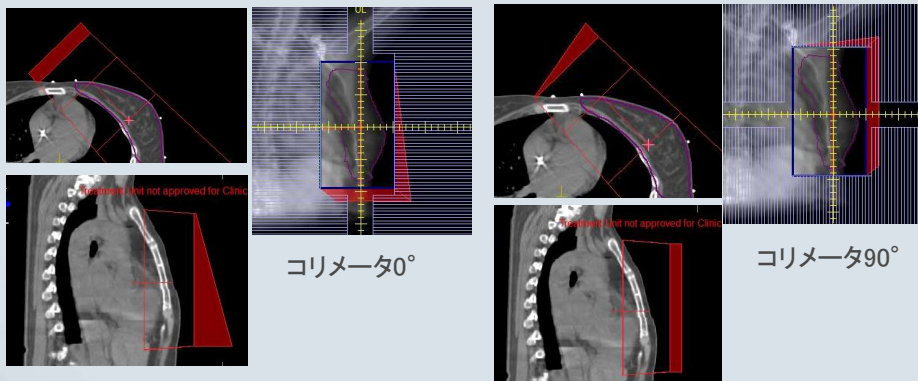 Treatment Unit not approved for Clinic
コリメータ0°
Treatment Unit not approved for Clinic
コリメータ90°